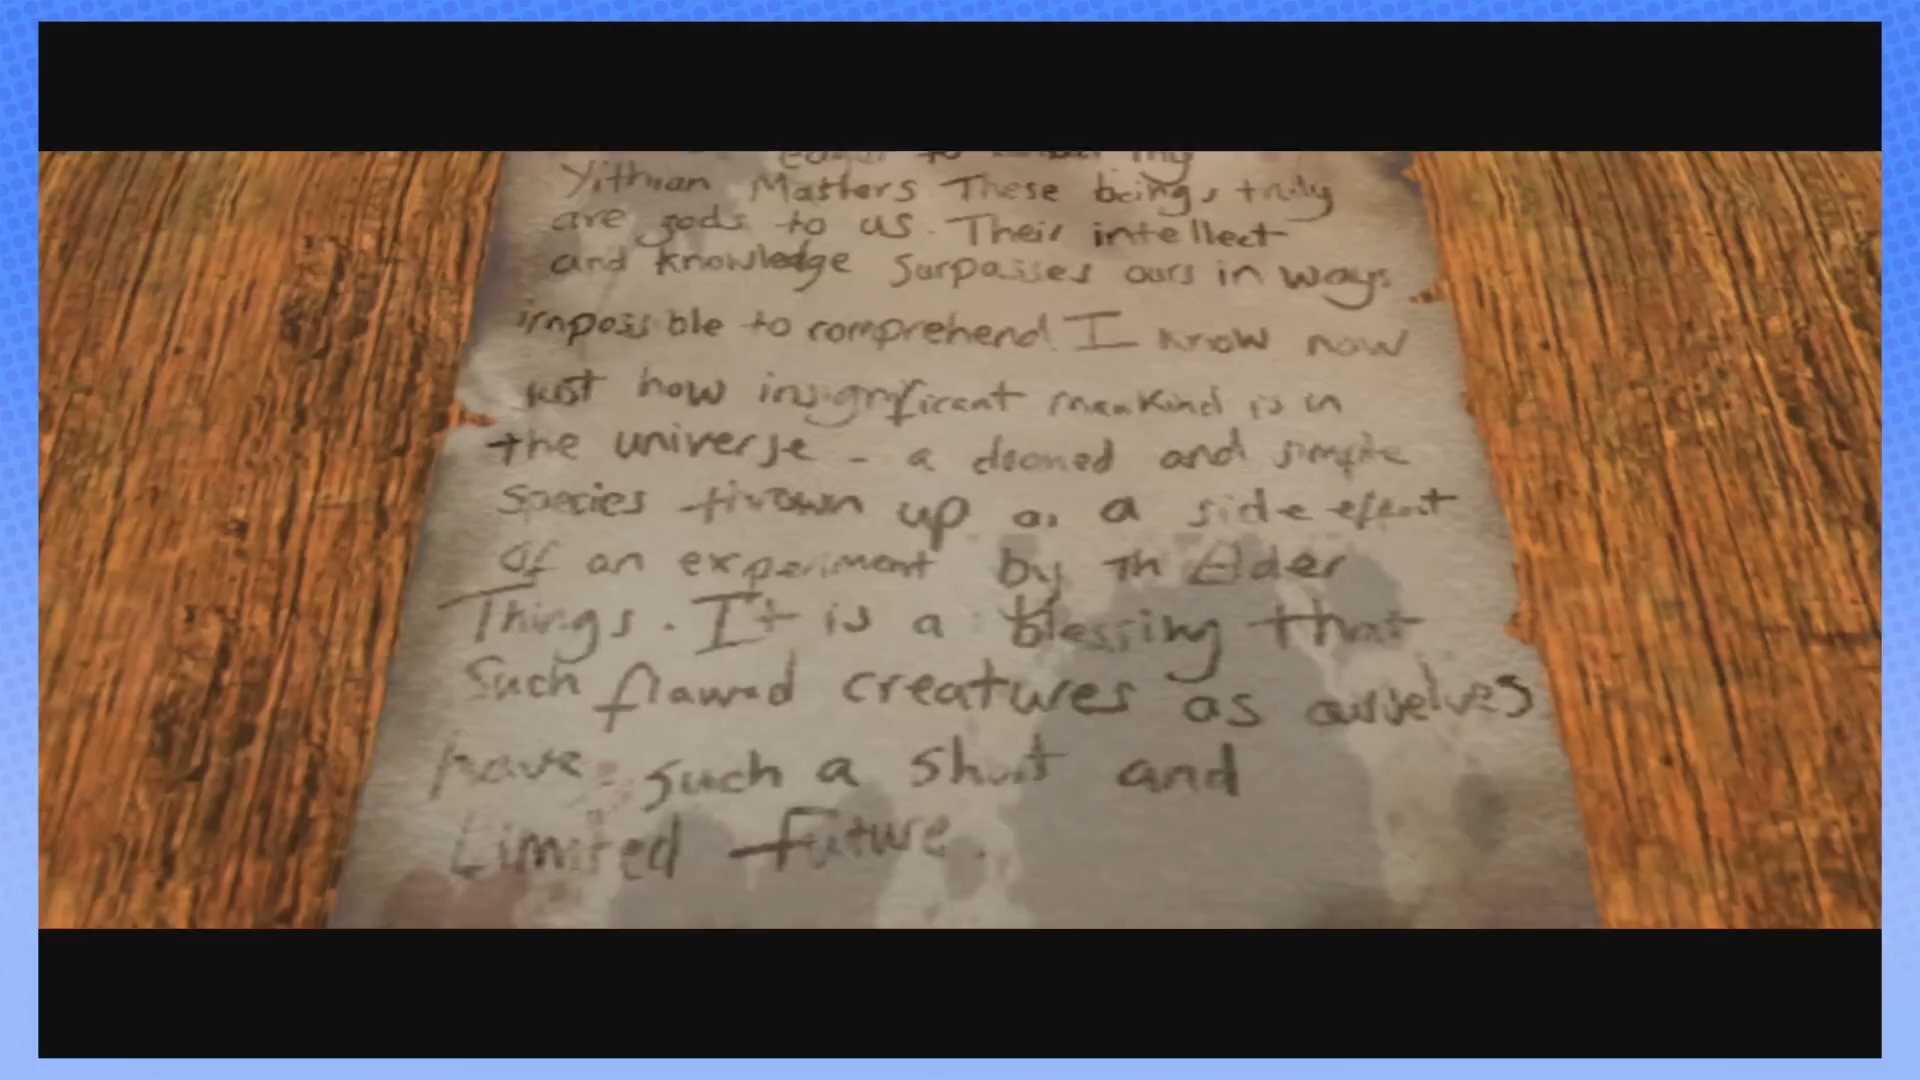 to my
Yithian Masters These beings truly
are gods to us. Their intellect
and knowledge surpasses ours in ways
impossible to comprehend. I know now
just how insignificant mankind is in
the universe - a doomed and simple
species thrown up as a side effect
of an experiment by th Elder
Things. It is a blessing that
Such flawed creatures as ourselves
have such a short and
Limited future.